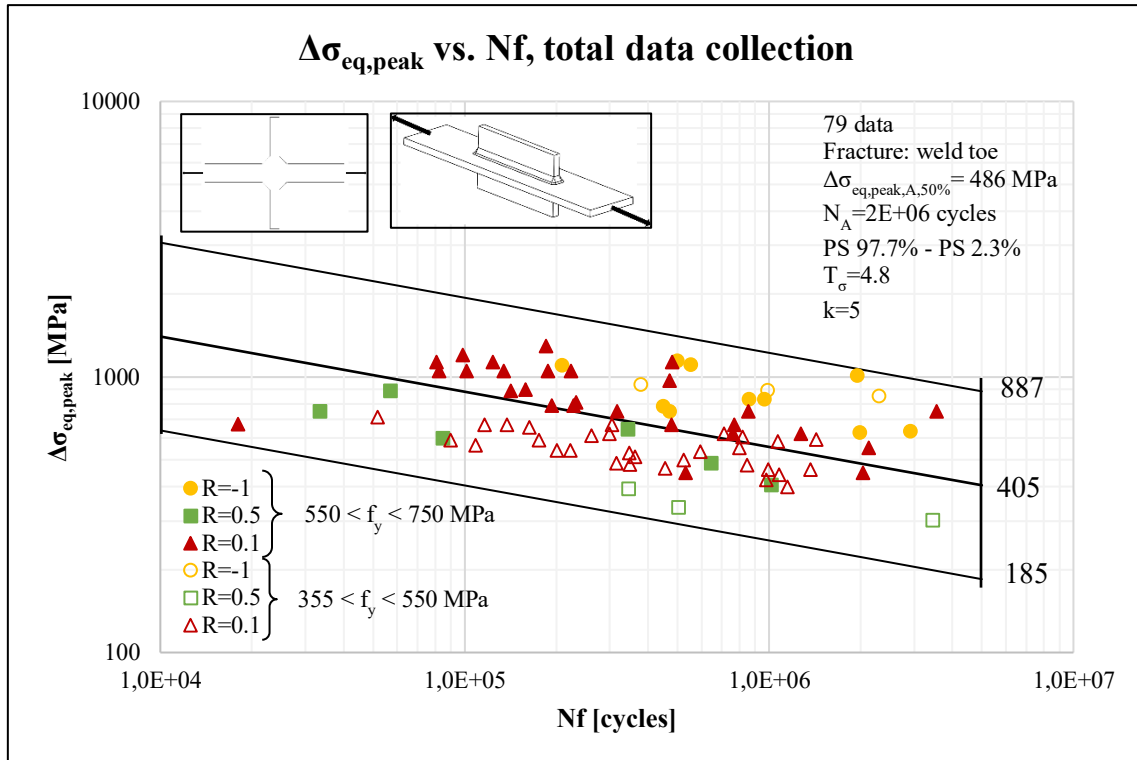 Δσeq,peak vs. Nf, total data collection
10000
1000
100
Δσeq,peak [MPa]
79 data
Fracture: weld toe
Δσeq,peak,A,50%= 486 MPa
N_A=2E+06 cycles
PS 97.7% - PS 2.3%
Tσ=4.8
k=5
887
405
185
R=-1
R=0.5
R=0.1
550 < f_y < 750 MPa
R=-1
R=0.5
R=0.1
355 < f_y < 550 MPa
1,0E+04
1,0E+05
1,0E+06
1,0E+07
Nf [cycles]